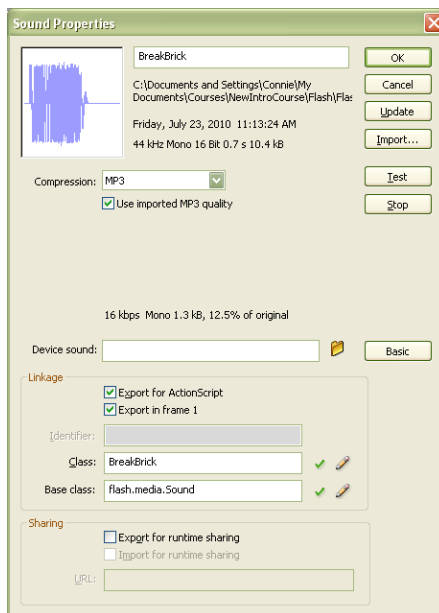 Sound Properties
BreakBrick
OK
C:\Documents and Settings\Connie\My
Documents\Courses\NewIntroCourse\Flash\Flas
Cancel
Friday, July 23, 2010 11:13:24 AM
Update
44 kHz Mono 16 Bit 0.7 s 10.4 kB
Import...
Compression: MP3
Test
Use imported MP3 quality
Stop
16 kbps Mono 1.3 kB, 12.5% of original
Device sound:
Basic
Linkage
Export for ActionScript
Export in frame 1
Identifier:
Class: BreakBrick
Base class: flash.media.Sound
Sharing
Export for runtime sharing
Import for runtime sharing
URL: